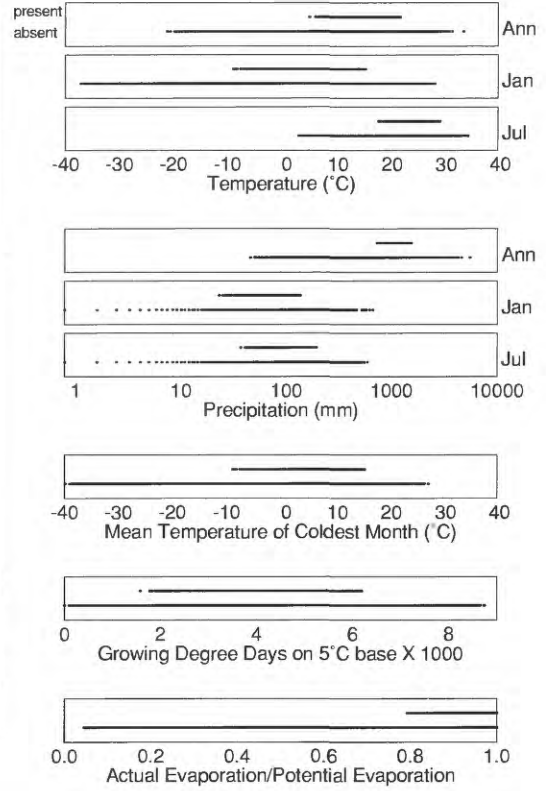 present
absent
Ann
Jan
Jul
-40 -20 -10 0 10 20 30 40
Temperature (˚C)
Ann
Jan
Jul
1 10 100 1000 10000
Precipitation (mm)
-40 -30 -20 -10 0 10 20 30 40
Mean Temperature of Coldest Month (˚C)
0 2 4 6 8
Growing Degree Days on 5˚C base X 1000
0.0 0.2 0.4 0.6 0.8 1.0
Actual Evaporation/Potential Evaporation